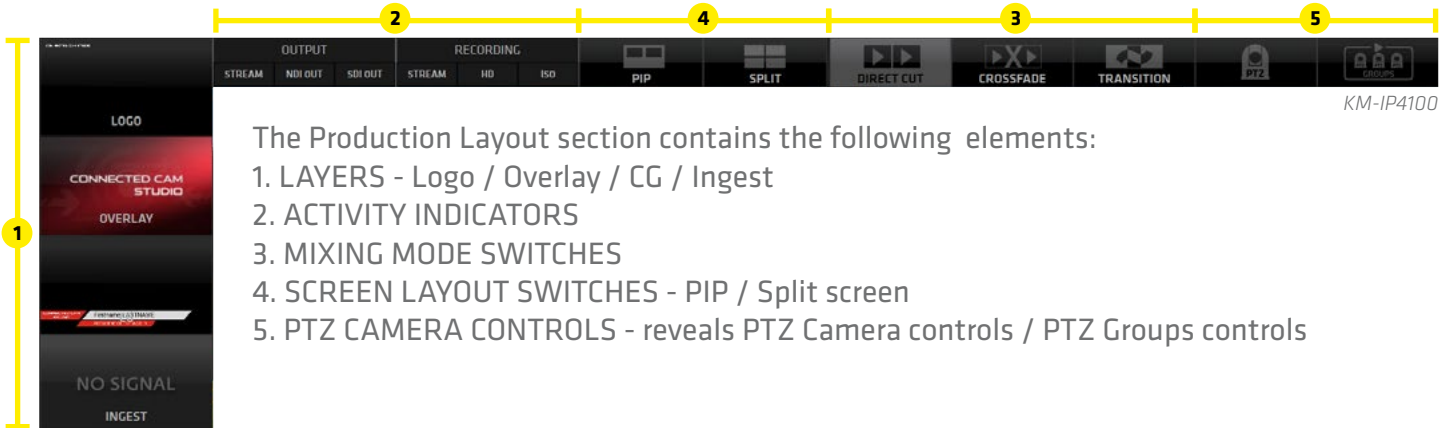 2 4 3 5
OUTPUT RECORDING
STREAM NDI OUT SDI OUT STREAM HD ISO PIP SPLIT DIRECT CUT CROSSFADE TRANSITION PTZ GROUPS
KM-IP4100
LOGO
CONNECTED CAM
STUDIO
OVERLAY
1
NO SIGNAL
INGEST
The Production Layout section contains the following elements:
1. LAYERS - Logo / Overlay / CG / Ingest
2. ACTIVITY INDICATORS
3. MIXING MODE SWITCHES
4. SCREEN LAYOUT SWITCHES - PIP / Split screen
5. PTZ CAMERA CONTROLS - reveals PTZ Camera controls / PTZ Groups controls